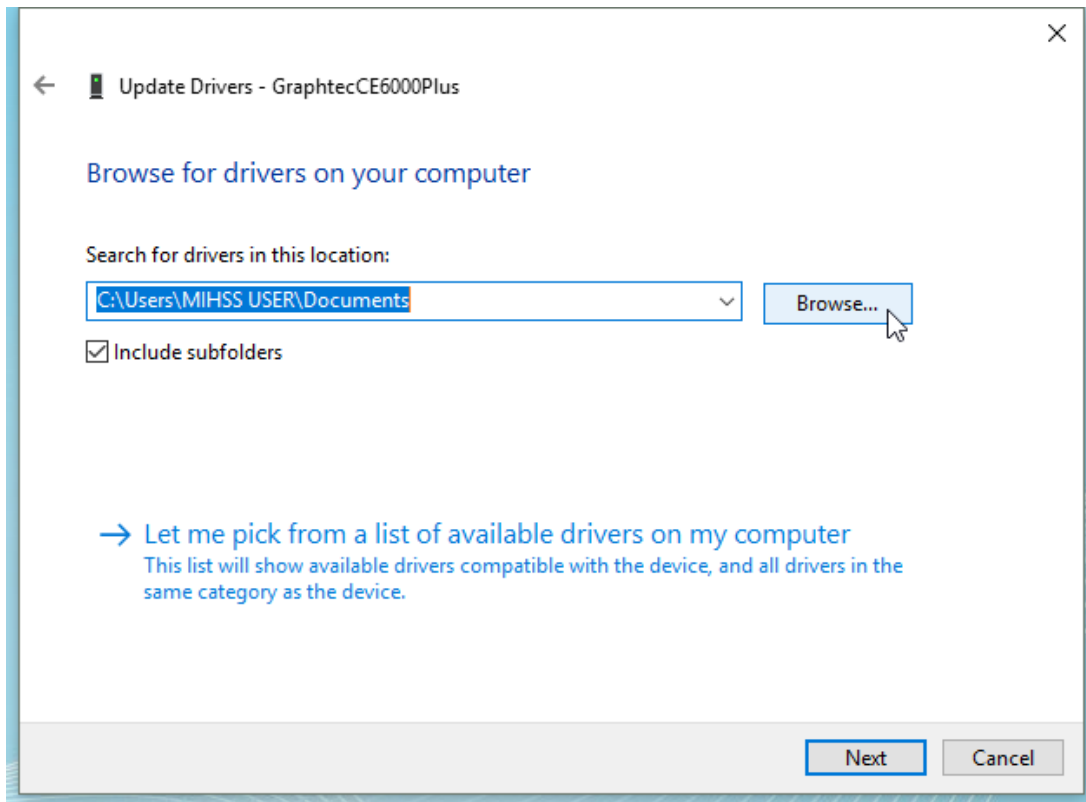 Update Drivers - GraphtecCE6000Plus
Browse for drivers on your computer
Search for drivers in this location:
C:\Users\MIHSS USER\Documents
Browse...
Include subfolders
Let me pick from a list of available drivers on my computer
This list will show available drivers compatible with the device, and all drivers in the
same category as the device.
Next
Cancel